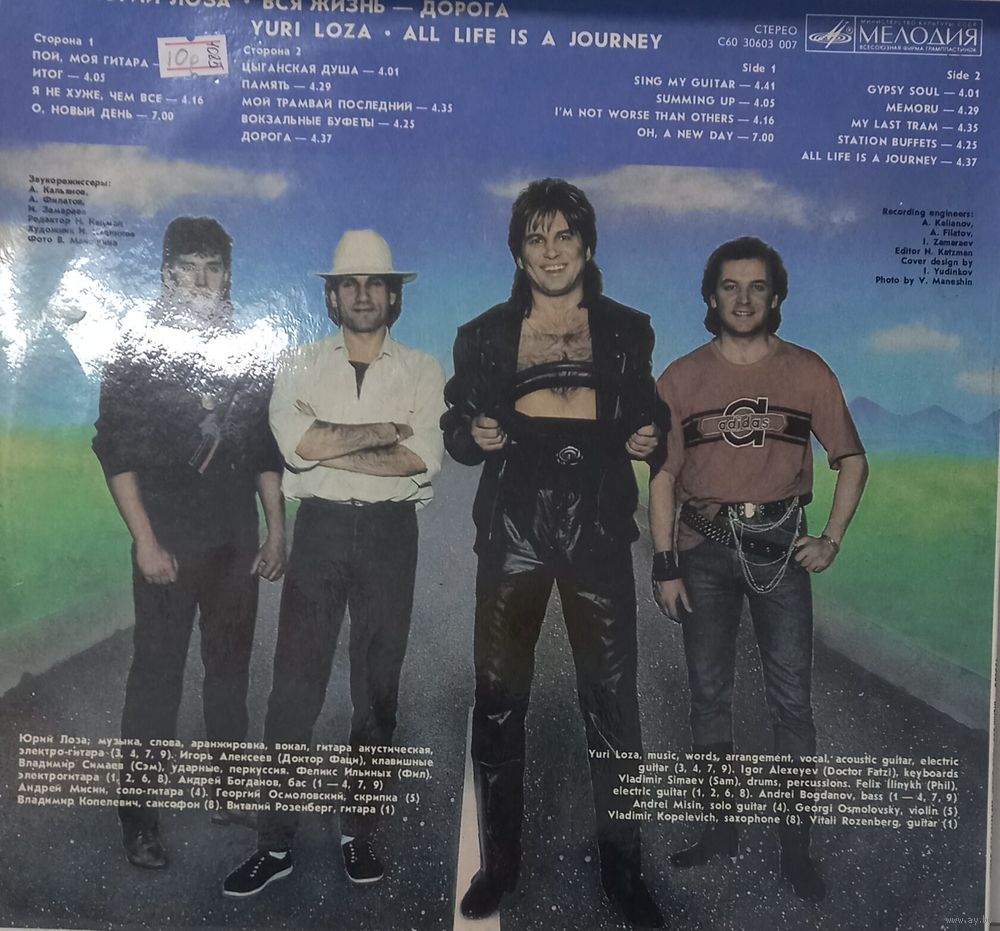 ЛОЗА • ВСЯ ЖИЗНЬ — ДОРОГА
YURI LOZA • ALL LIFE IS A JOURNEY
СТЕРЕО
С60 30603 007
МИНИСТЕРСТВО КУЛЬТУРЫ СССР
МЕЛОДИЯ
ВСЕСОЮЗНАЯ ФИРМА ГРАМПЛАСТИНОК
Сторона 1
ПОЙ, МОЯ ГИТАРА —
ИТОГ — 4.05
Я НЕ ХУЖЕ, ЧЕМ ВСЕ — 4.16
О, НОВЫЙ ДЕНЬ — 7.00
10р
Сторона 2
ЦЫГАНСКАЯ ДУША — 4.01
ПАМЯТЬ — 4.29
МОЙ ТРАМВАЙ ПОСЛЕДНИЙ — 4.35
ВОКЗАЛЬНЫЕ БУФЕТЫ — 4.25
ДОРОГА — 4.37
Side 1
SING MY GUITAR — 4.41
SUMMING UP — 4.05
I'M NOT WORSE THAN OTHERS — 4.16
OH, A NEW DAY — 7.00
Side 2
GYPSY SOUL — 4.01
MEMORU — 4.29
MY LAST TRAM — 4.35
STATION BUFFETS — 4.25
ALL LIFE IS A JOURNEY — 4.37
Звукорежиссеры:
А. Кальянов,
А. Филатов,
И. Замараев
Редактор Н. Кацман
Художник И.
Фото В.
Recording engineers:
A. Kalianov,
A. Filatov,
I. Zamaraev
Editor N. Katzman
Cover design by
I. Yudinkov
Photo by V. Maneshin
adidas
Юрий Лоза; музыка, слова, аранжировка, вокал, гитара акустическая,
электро-гитара (3, 4, 7, 9). Игорь Алексеев (Доктор Фаци), клавишные
Владимир Симаев (Сэм), ударные, перкуссия. Феликс Ильиных (Фил),
электрогитара (1, 2, 6, 8). Андрей Богданов, бас (1 — 4, 7, 9)
Андрей Мисин, соло-гитара (4). Георгий Осмоловский, скрипка (5)
Владимир Копелевич, саксофон (8). Виталий Розенберг, гитара (1)
Yuri Loza, music, words, arrangement, vocal, acoustic guitar, electric
guitar (3, 4, 7, 9). Igor Alexeyev (Doctor Fatzi), keyboards
Vladimir Simaev (Sam), drums, percussions. Felix Ilinykh (Phil),
electric guitar (1, 2, 6, 8). Andrei Bogdanov, bass (1 — 4, 7, 9)
Andrei Misin, solo guitar (4). Georgi Osmolovsky, violin (5)
Vladimir Kopelevich, saxophone (8). Vitali Rozenberg, guitar (1)